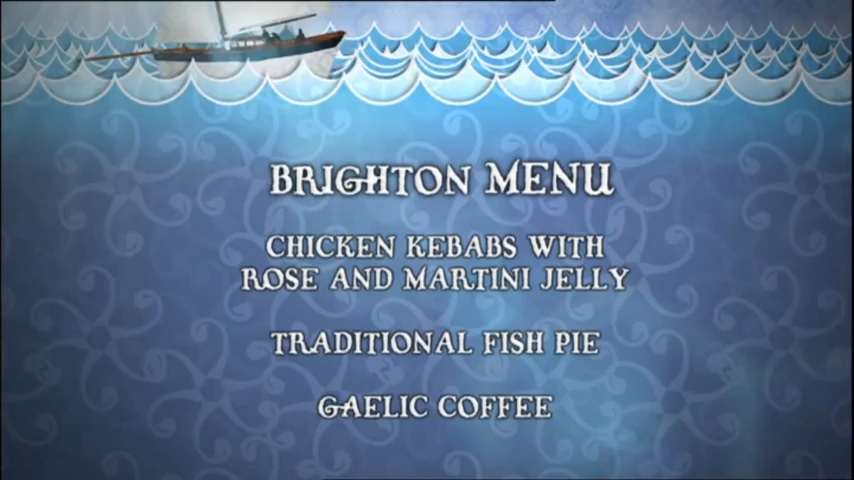 BRIGHTON MENU
CHICKEN KEBABS WITH
ROSE AND MARTINI JELLY
TRADITIONAL FISH PIE
GAELIC COFFEE